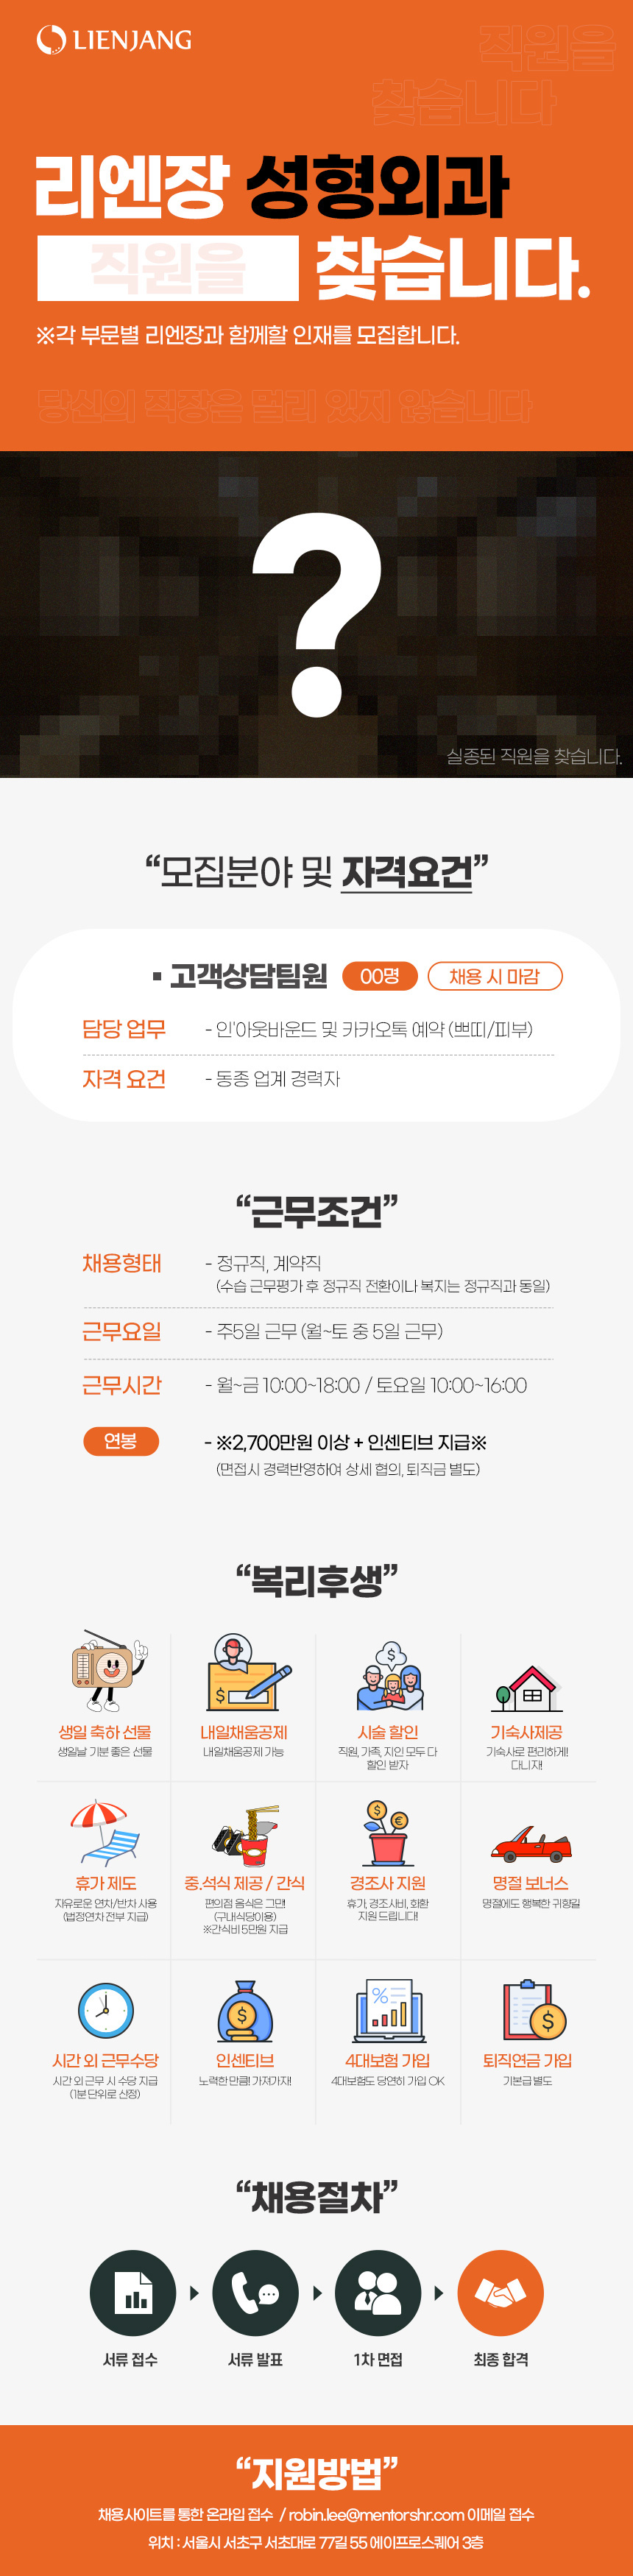 LIENJANG
직원을
찾습니다
리엔장 성형외과
직원을 찾습니다.
※각 부문별 리엔장과 함께할 인재를 모집합니다.
당신의 직장은 멀리 있지 않습니다
?
실종된 직원을 찾습니다.
“모집분야 및 자격요건”
▪ 고객상담팀원 00명 채용 시 마감
담당 업무 - 인'아웃바운드 및 카카오톡 예약 (쁘띠/피부)
자격 요건 - 동종 업계 경력자
“근무조건”
채용형태 - 정규직, 계약직
(수습 근무평가 후 정규직 전환이나 복지는 정규직과 동일)
근무요일 - 주5일 근무 (월~토 중 5일 근무)
근무시간 - 월~금 10:00~18:00 / 토요일 10:00~16:00
연봉 - ※2,700만원 이상 + 인센티브 지급※
(면접시 경력반영하여 상세 협의, 퇴직금 별도)
“복리후생”
생일 축하 선물
생일날 기분 좋은 선물
내일채움공제
내일채움공제 가능
시술 할인
직원, 가족, 지인 모두 다
할인 받자
기숙사제공
기숙사로 편리하게!
다니자!
휴가 제도
자유로운 연차/반차 사용
(법정연차 전부 지급)
중.석식 제공 / 간식
편의점 음식은 그만!
(구내식당이용)
※간식비 5만원 지급
경조사 지원
휴가, 경조사비, 화환
지원 드립니다!
명절 보너스
명절에도 행복한 귀향길
시간 외 근무수당
시간 외 근무 시 수당 지급
(1분 단위로 산정)
인센티브
노력한 만큼! 가져가자!
4대보험 가입
4대보험도 당연히 가입 OK
퇴직연금 가입
기본급 별도
“채용절차”
서류 접수
서류 발표
1차 면접
최종 합격
“지원방법”
채용사이트를 통한 온라입 접수 / robin.lee@mentorshr.com 이메일 접수
위치 : 서울시 서초구 서초대로 77길 55 에이프로스퀘어 3층